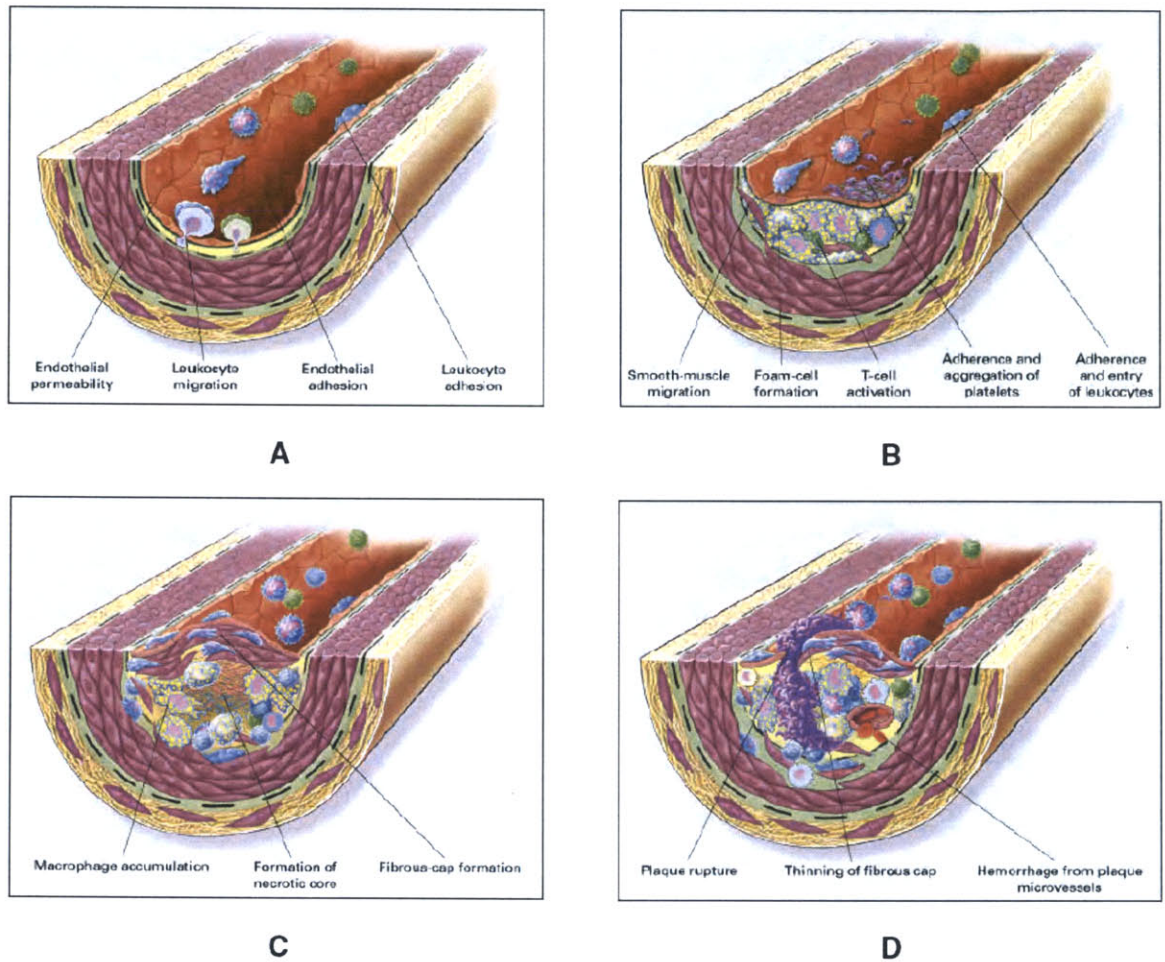 Endothelial
permeability
Leukocyte
migration
Endothelial
adhesion
Leukocyte
adhesion
A
Smooth-muscle
migration
Foam-cell
formation
T-cell
activation
Adherence and
aggregation of
platelets
Adherence
and entry
of leukocytes
B
Macrophage accumulation
Formation of
necrotic core
Fibrous-cap formation
C
Plaque rupture
Thinning of fibrous cap
Hemorrhage from plaque
microvessels
D